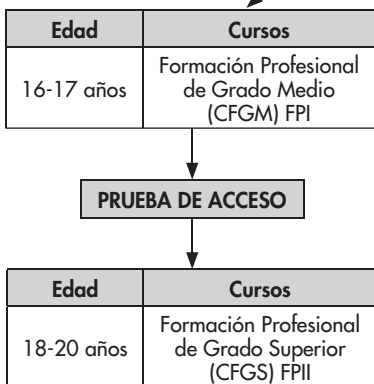 Edad Cursos
16-17 años
Formación Profesional
de Grado Medio
(CFGM) FPI
PRUEBA DE ACCESO
Edad Cursos
18-20 años
Formación Profesional
de Grado Superior
(CFGS) FPII